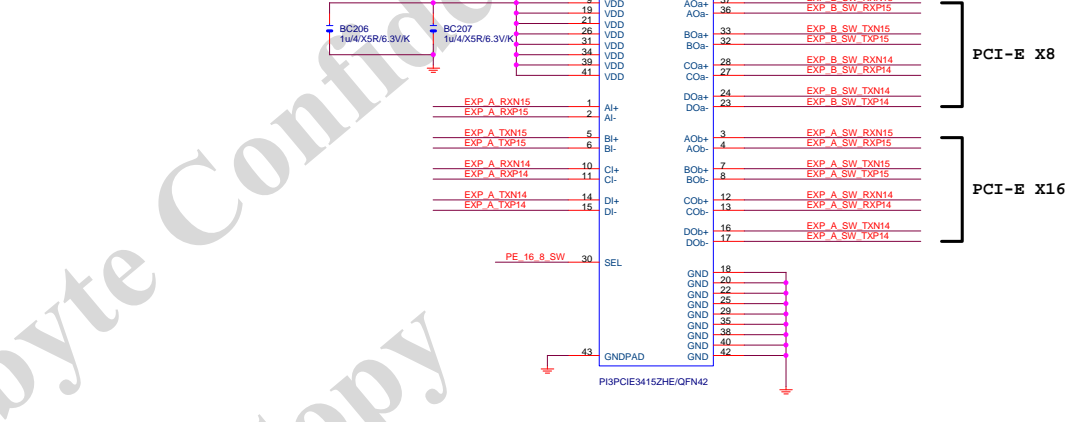 19 VDD
21 VDD
26 VDD
31 VDD
34 VDD
39 VDD
41 VDD
BC206
1u/4/X5R/6.3V/K
BC207
1u/4/X5R/6.3V/K
AOa+
AOa- 36 EXP_B_SW_RXP15
BOa+ 33 EXP_B_SW_TXN15
BOa- 32 EXP_B_SW_TXP15
COa+ 28 EXP_B_SW_RXN14
COa- 27 EXP_B_SW_RXP14
DOa+ 24 EXP_B_SW_TXN14
DOa- 23 EXP_B_SW_TXP14
PCI-E X8
EXP_A_RXN15 1 AI+
EXP_A_RXP15 2 AI-
EXP_A_TXN15 5 BI+
EXP_A_TXP15 6 BI-
EXP_A_RXN14 10 CI+
EXP_A_RXP14 11 CI-
EXP_A_TXN14 14 DI+
EXP_A_TXP14 15 DI-
AOb+ 3 EXP_A_SW_RXN15
AOb- 4 EXP_A_SW_RXP15
BOb+ 7 EXP_A_SW_TXN15
BOb- 8 EXP_A_SW_TXP15
COb+ 12 EXP_A_SW_RXN14
COb- 13 EXP_A_SW_RXP14
DOb+ 16 EXP_A_SW_TXN14
DOb- 17 EXP_A_SW_TXP14
PCI-E X16
PE_16_8_SW 30 SEL
GND 18
GND 20
GND 22
GND 25
GND 29
GND 35
GND 38
GND 40
GND 42
43 GNDPAD
PI3PCIE3415ZHE/QFN42
byte Confide
opy